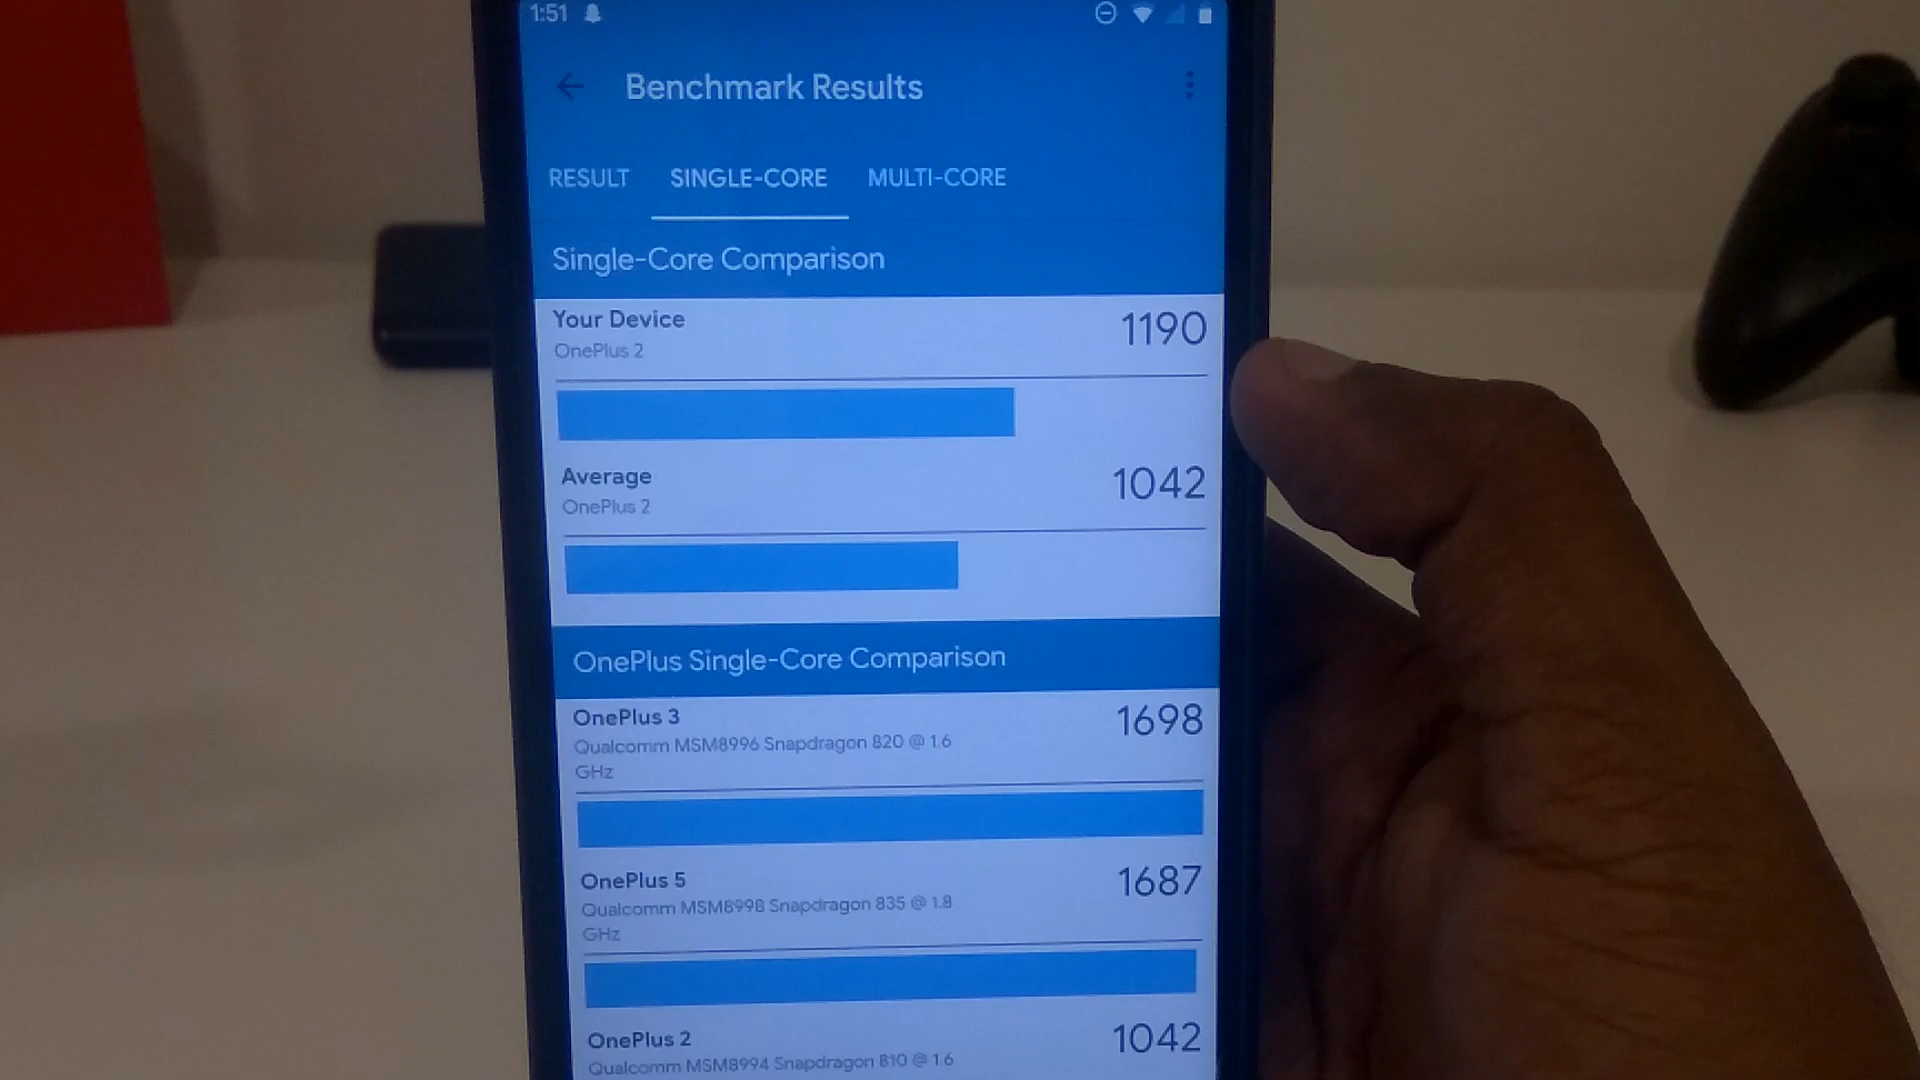 1:51
Benchmark Results
RESULT SINGLE-CORE MULTI-CORE
Single-Core Comparison
Your Device 1190
OnePlus 2
Average 1042
OnePlus 2
OnePlus Single-Core Comparison
OnePlus 3 1698
Qualcomm MSM8996 Snapdragon 820 @ 1.6
GHz
OnePlus 5 1687
Qualcomm MSM8998 Snapdragon 835 @ 1.8
GHz
OnePlus 2 1042
Qualcomm MSM8994 Snapdragon 810 @ 1.6